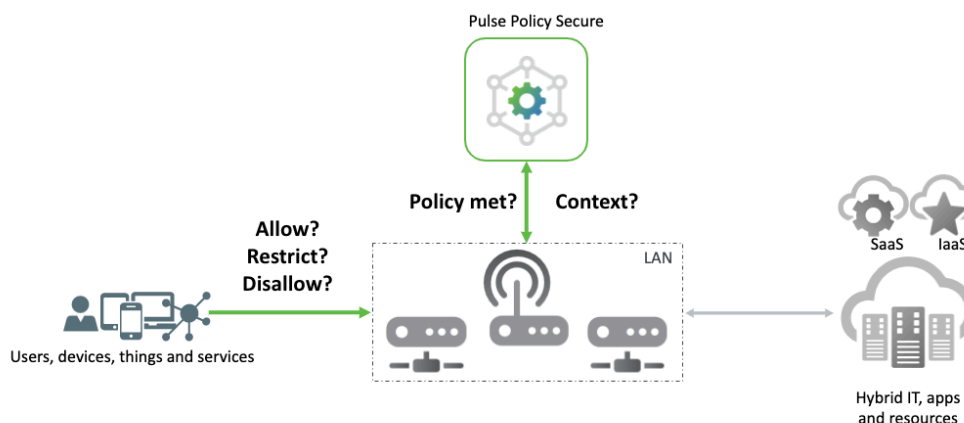 Pulse Policy Secure
Policy met?
Context?
Allow?
Restrict?
Disallow?
LAN
SaaS
IaaS
Users, devices, things and services
Hybrid IT, apps
and resources